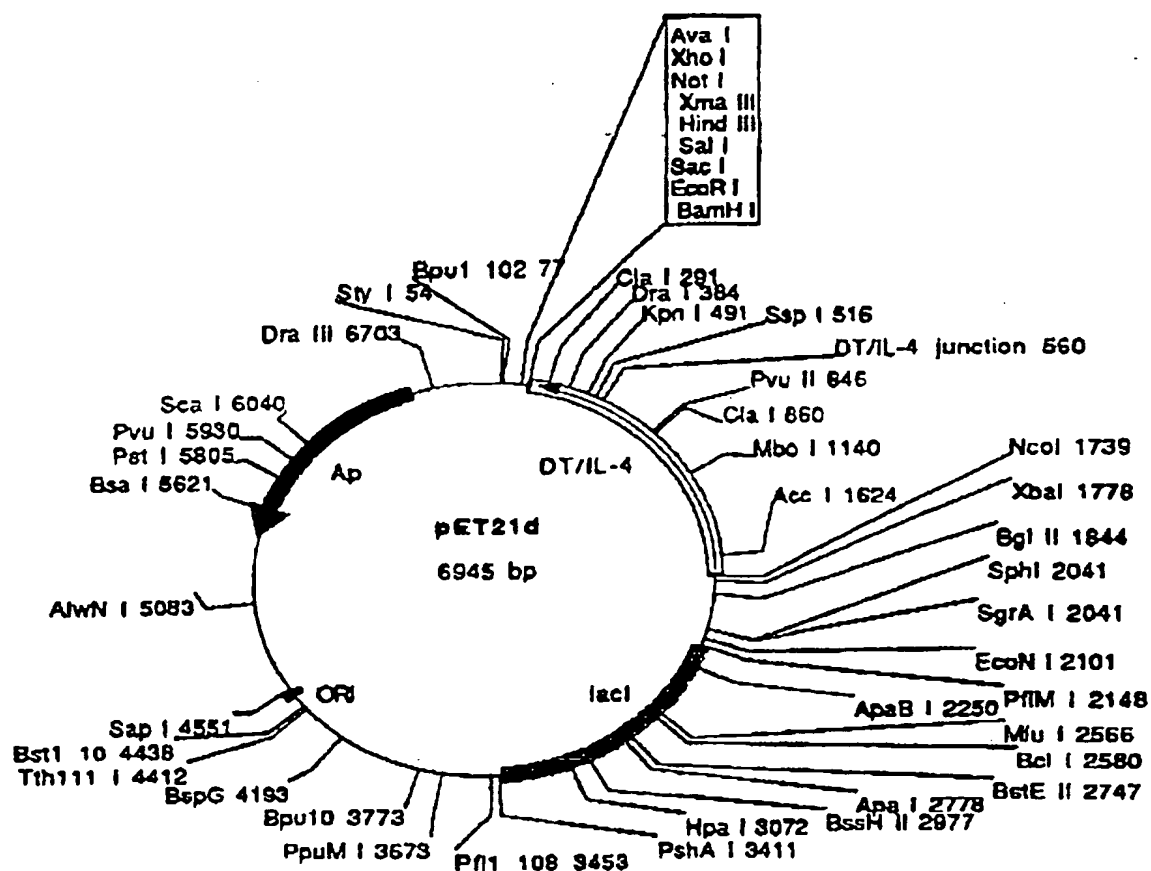 Ava I
Xho I
Not I
Xma III
Hind III
Sal I
Sac I
EcoR I
BamH I
Bpu1 102 77
Sty I 54
Dra III 6703
Cla I 291
Dra I 384
Kpn I 491
Ssp I 516
DT/IL-4 junction 560
Pvu II 846
Cla I 860
Mbo I 1140
Acc I 1624
NcoI 1739
XbaI 1778
Bgl II 1844
SphI 2041
SgrA I 2041
EcoN I 2101
PflM I 2148
ApaB I 2250
Mlu I 2566
Bcl I 2580
BstE II 2747
Apa I 2778
BssH II 2977
Hpa I 3072
PshA I 3411
Pfl1 108 3453
PpuM I 3673
Bpu10 3773
BspG 4193
Tth111 I 4412
Bst1 10 4438
Sap I 4551
AlwN I 5083
Bsa I 5621
Pst I 5805
Pvu I 5930
Sca I 6040
Ap
DT/IL-4
pET21d
6945 bp
ORI
lacI